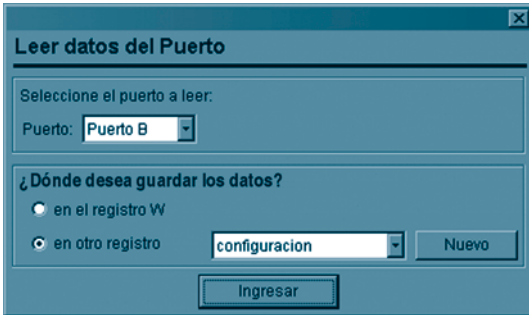 Leer datos del Puerto
Seleccione el puerto a leer:
Puerto: Puerto B
¿Dónde desea guardar los datos?
en el registro W
en otro registro configuracion Nuevo
Ingresar